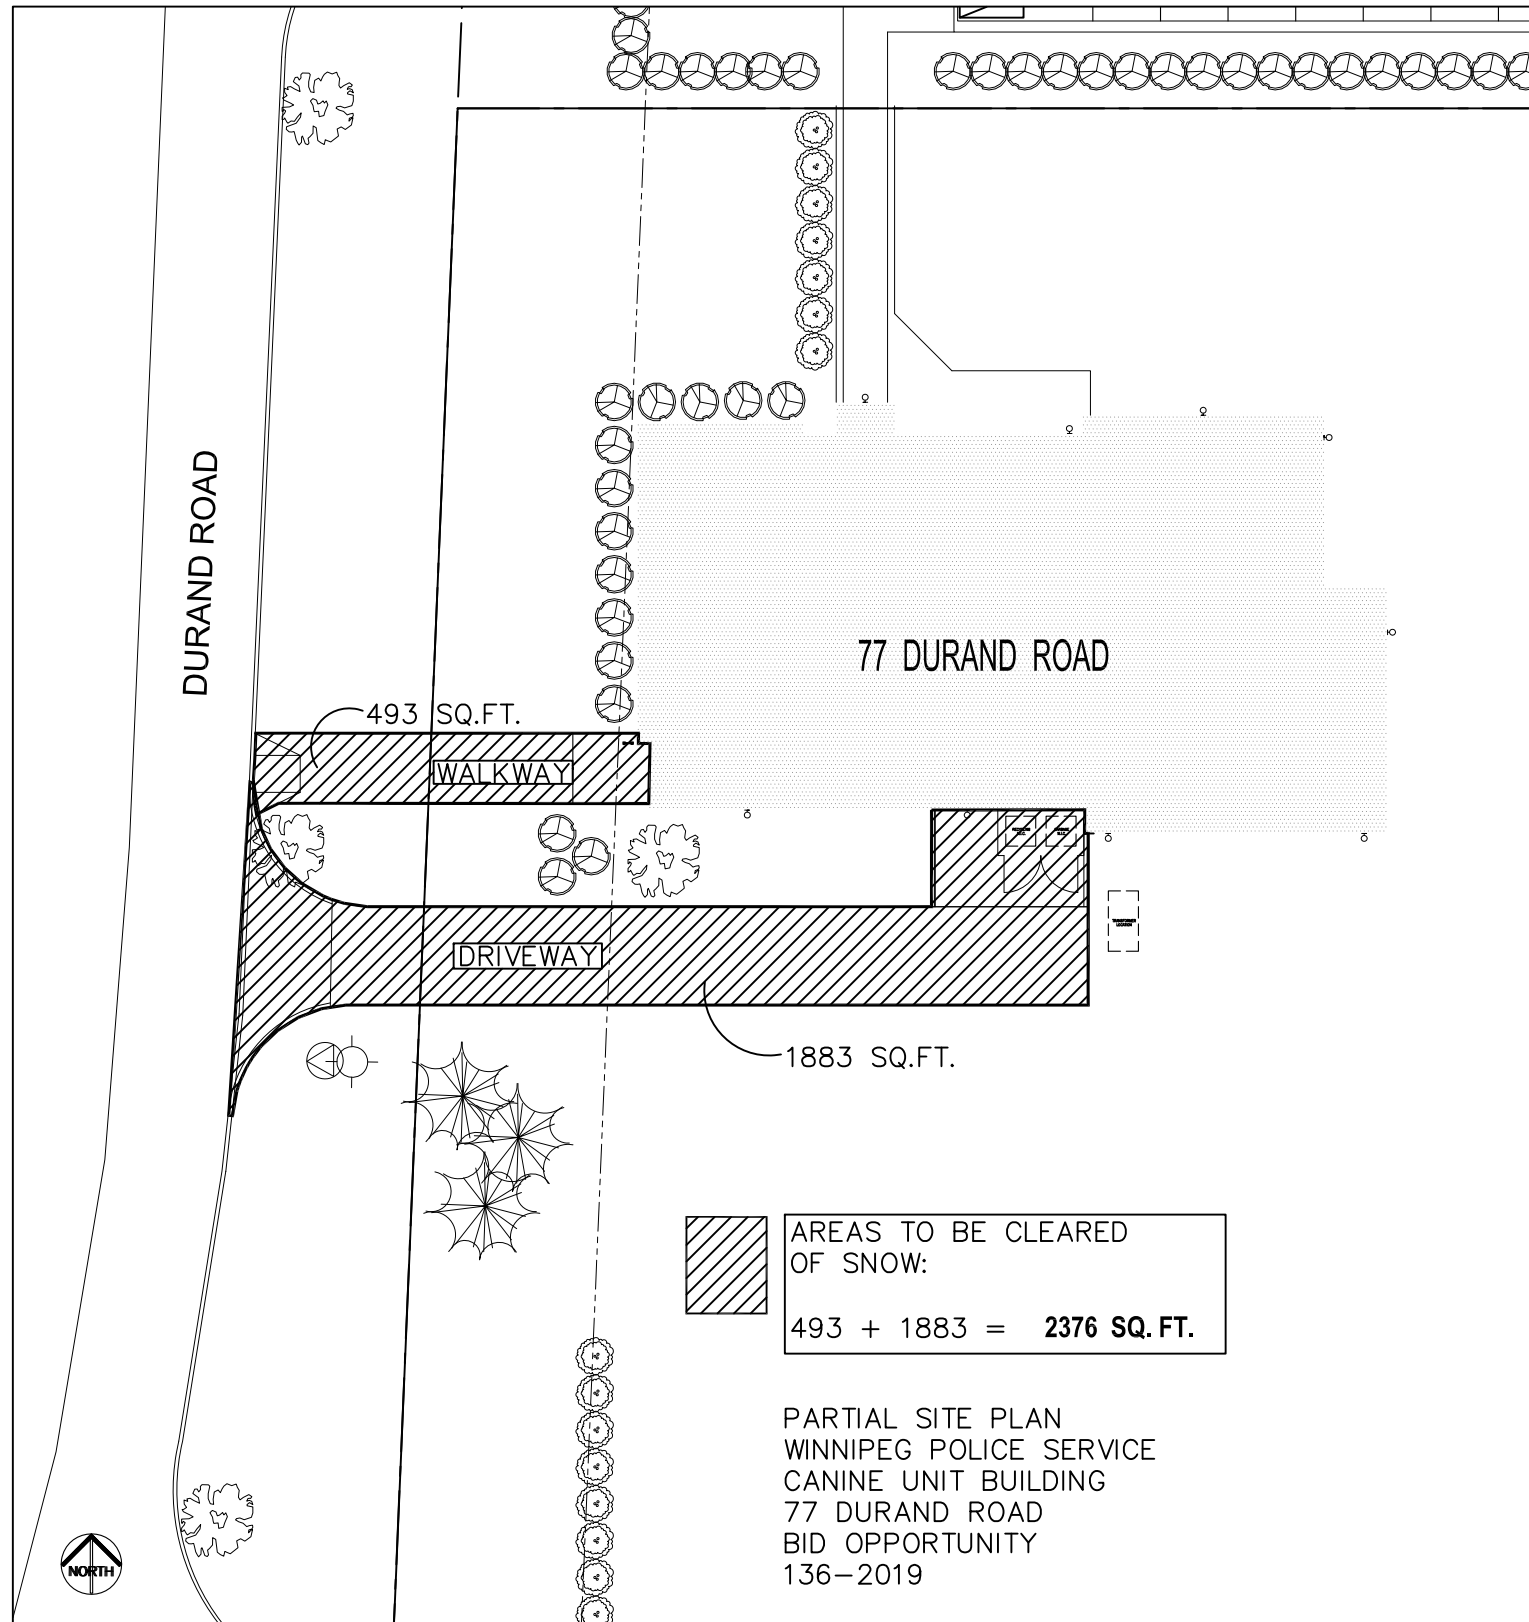 DURAND ROAD
77 DURAND ROAD
493 SQ.FT.
WALKWAY
DRIVEWAY
TRANSFORMER
LOCATION
1883 SQ.FT.
AREAS TO BE CLEARED
OF SNOW:
493 + 1883 = 2376 SQ. FT.
PARTIAL SITE PLAN
WINNIPEG POLICE SERVICE
CANINE UNIT BUILDING
77 DURAND ROAD
BID OPPORTUNITY
136-2019
NORTH